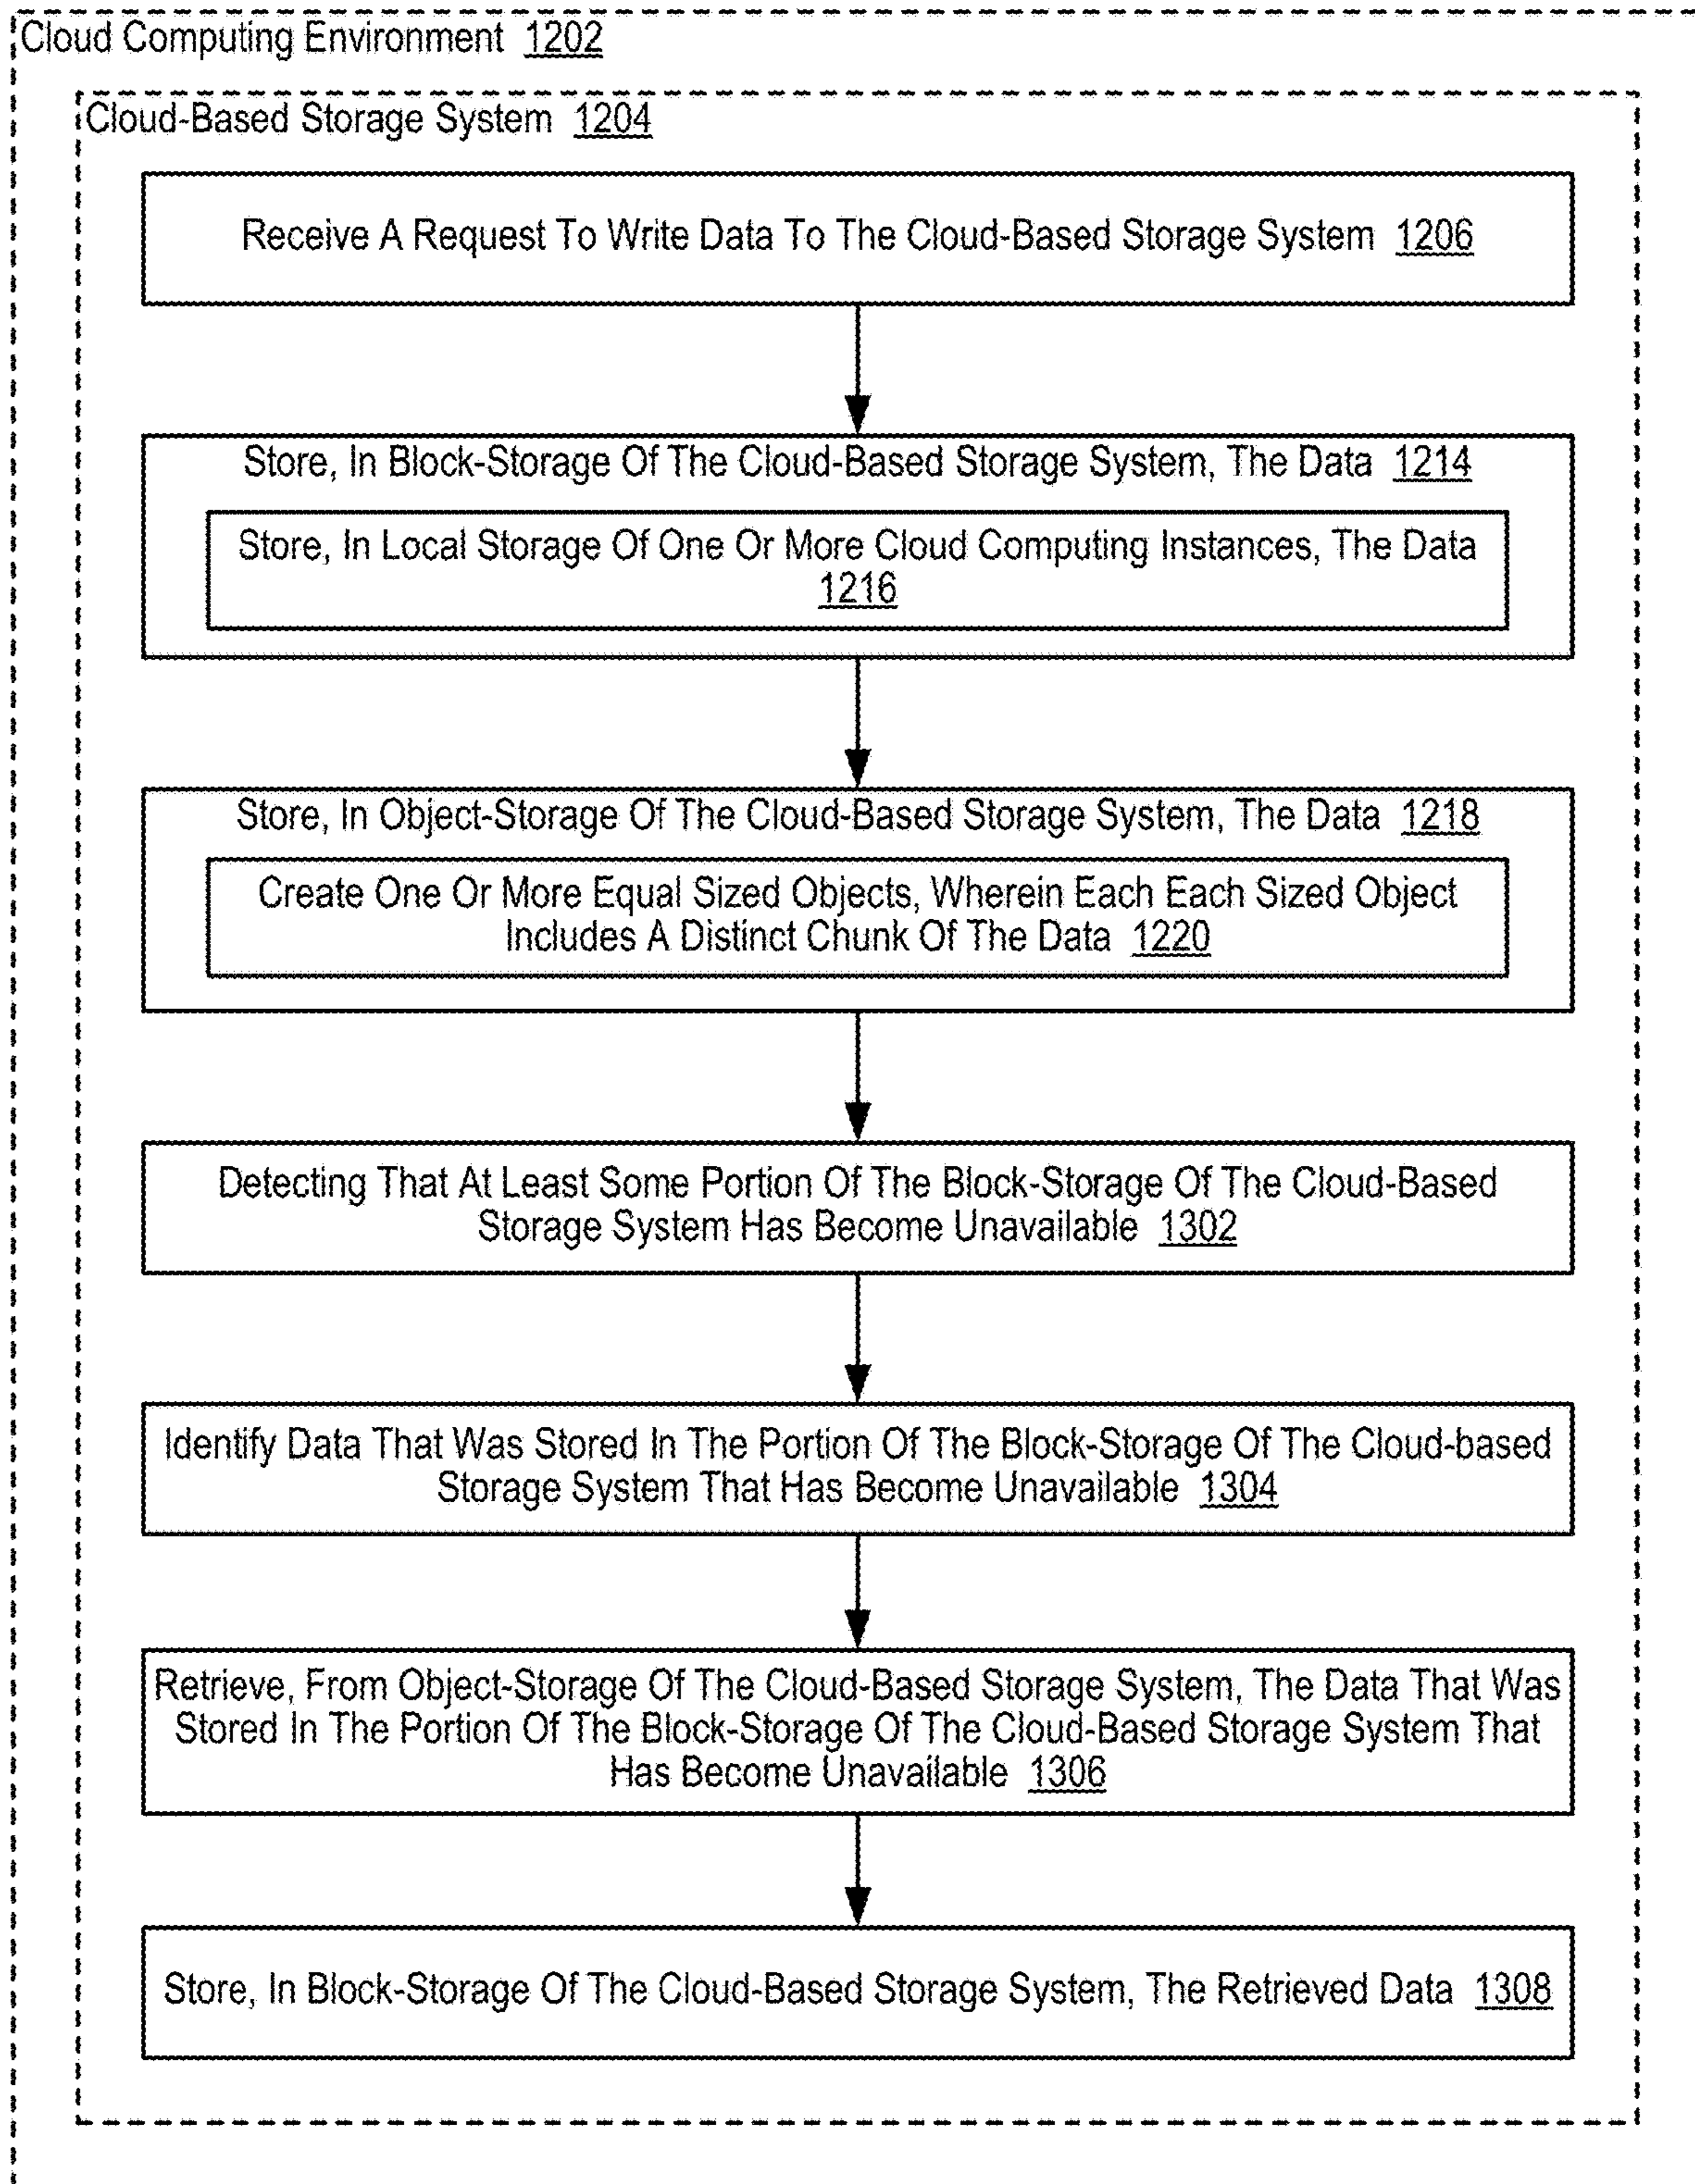 Cloud Computing Environment 1202
Cloud-Based Storage System 1204
Receive A Request To Write Data To The Cloud-Based Storage System 1206
Store, In Block-Storage Of The Cloud-Based Storage System, The Data 1214
Store, In Local Storage Of One Or More Cloud Computing Instances, The Data
1216
Store, In Object-Storage Of The Cloud-Based Storage System, The Data 1218
Create One Or More Equal Sized Objects, Wherein Each Each Sized Object
Includes A Distinct Chunk Of The Data 1220
Detecting That At Least Some Portion Of The Block-Storage Of The Cloud-Based
Storage System Has Become Unavailable 1302
Identify Data That Was Stored In The Portion Of The Block-Storage Of The Cloud-based
Storage System That Has Become Unavailable 1304
Retrieve, From Object-Storage Of The Cloud-Based Storage System, The Data That Was
Stored In The Portion Of The Block-Storage Of The Cloud-Based Storage System That
Has Become Unavailable 1306
Store, In Block-Storage Of The Cloud-Based Storage System, The Retrieved Data 1308